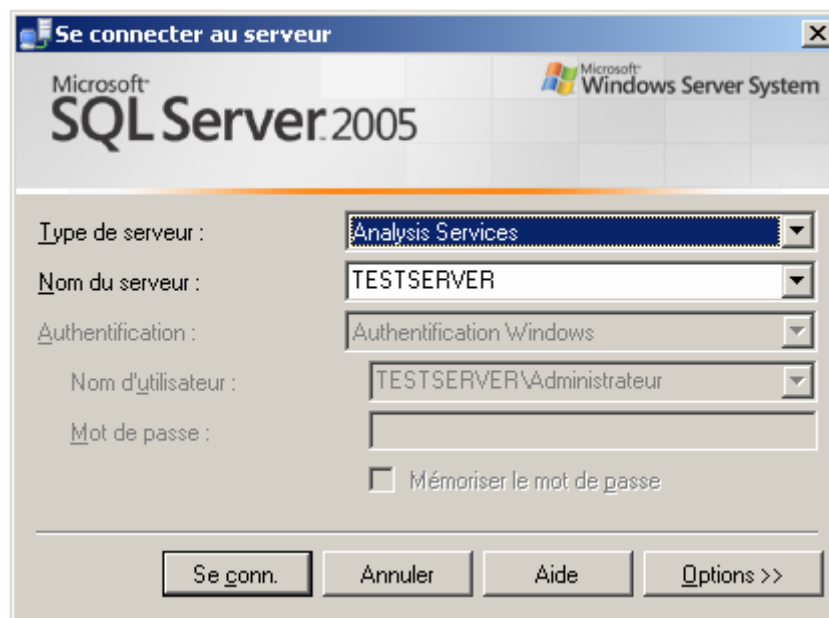 Se connecter au serveur
Microsoft
SQL Server 2005
Microsoft
Windows Server System
Type de serveur :
Analysis Services
Nom du serveur :
TESTSERVER
Authentification :
Authentification Windows
Nom d'utilisateur :
TESTSERVER\Administrateur
Mot de passe :
Mémoriser le mot de passe
Se conn.
Annuler
Aide
Options >>